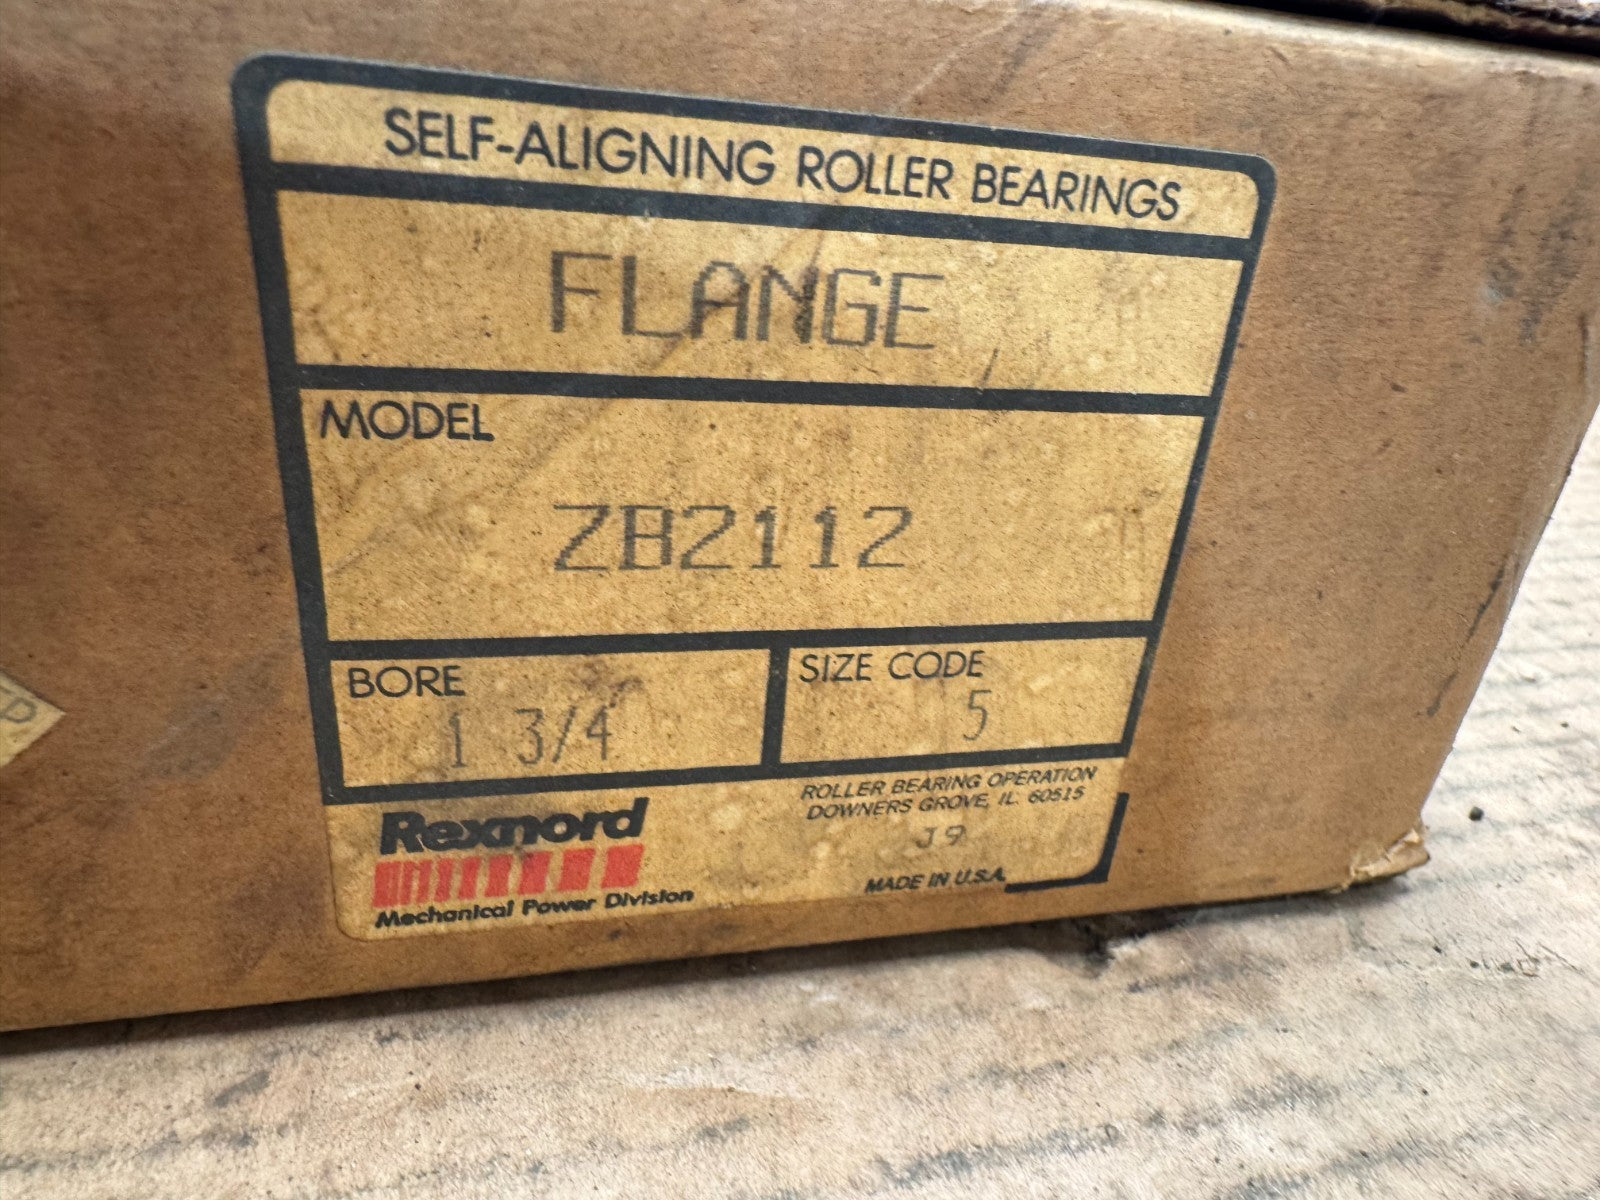 SELF-ALIGNING ROLLER BEARINGS
FLANGE
MODEL
ZB2112
BORE
1 3/4
SIZE CODE
5
Rexnord
Mechanical Power Division
ROLLER BEARING OPERATION
DOWNERS GROVE, IL. 60515
J9
MADE IN U.S.A.